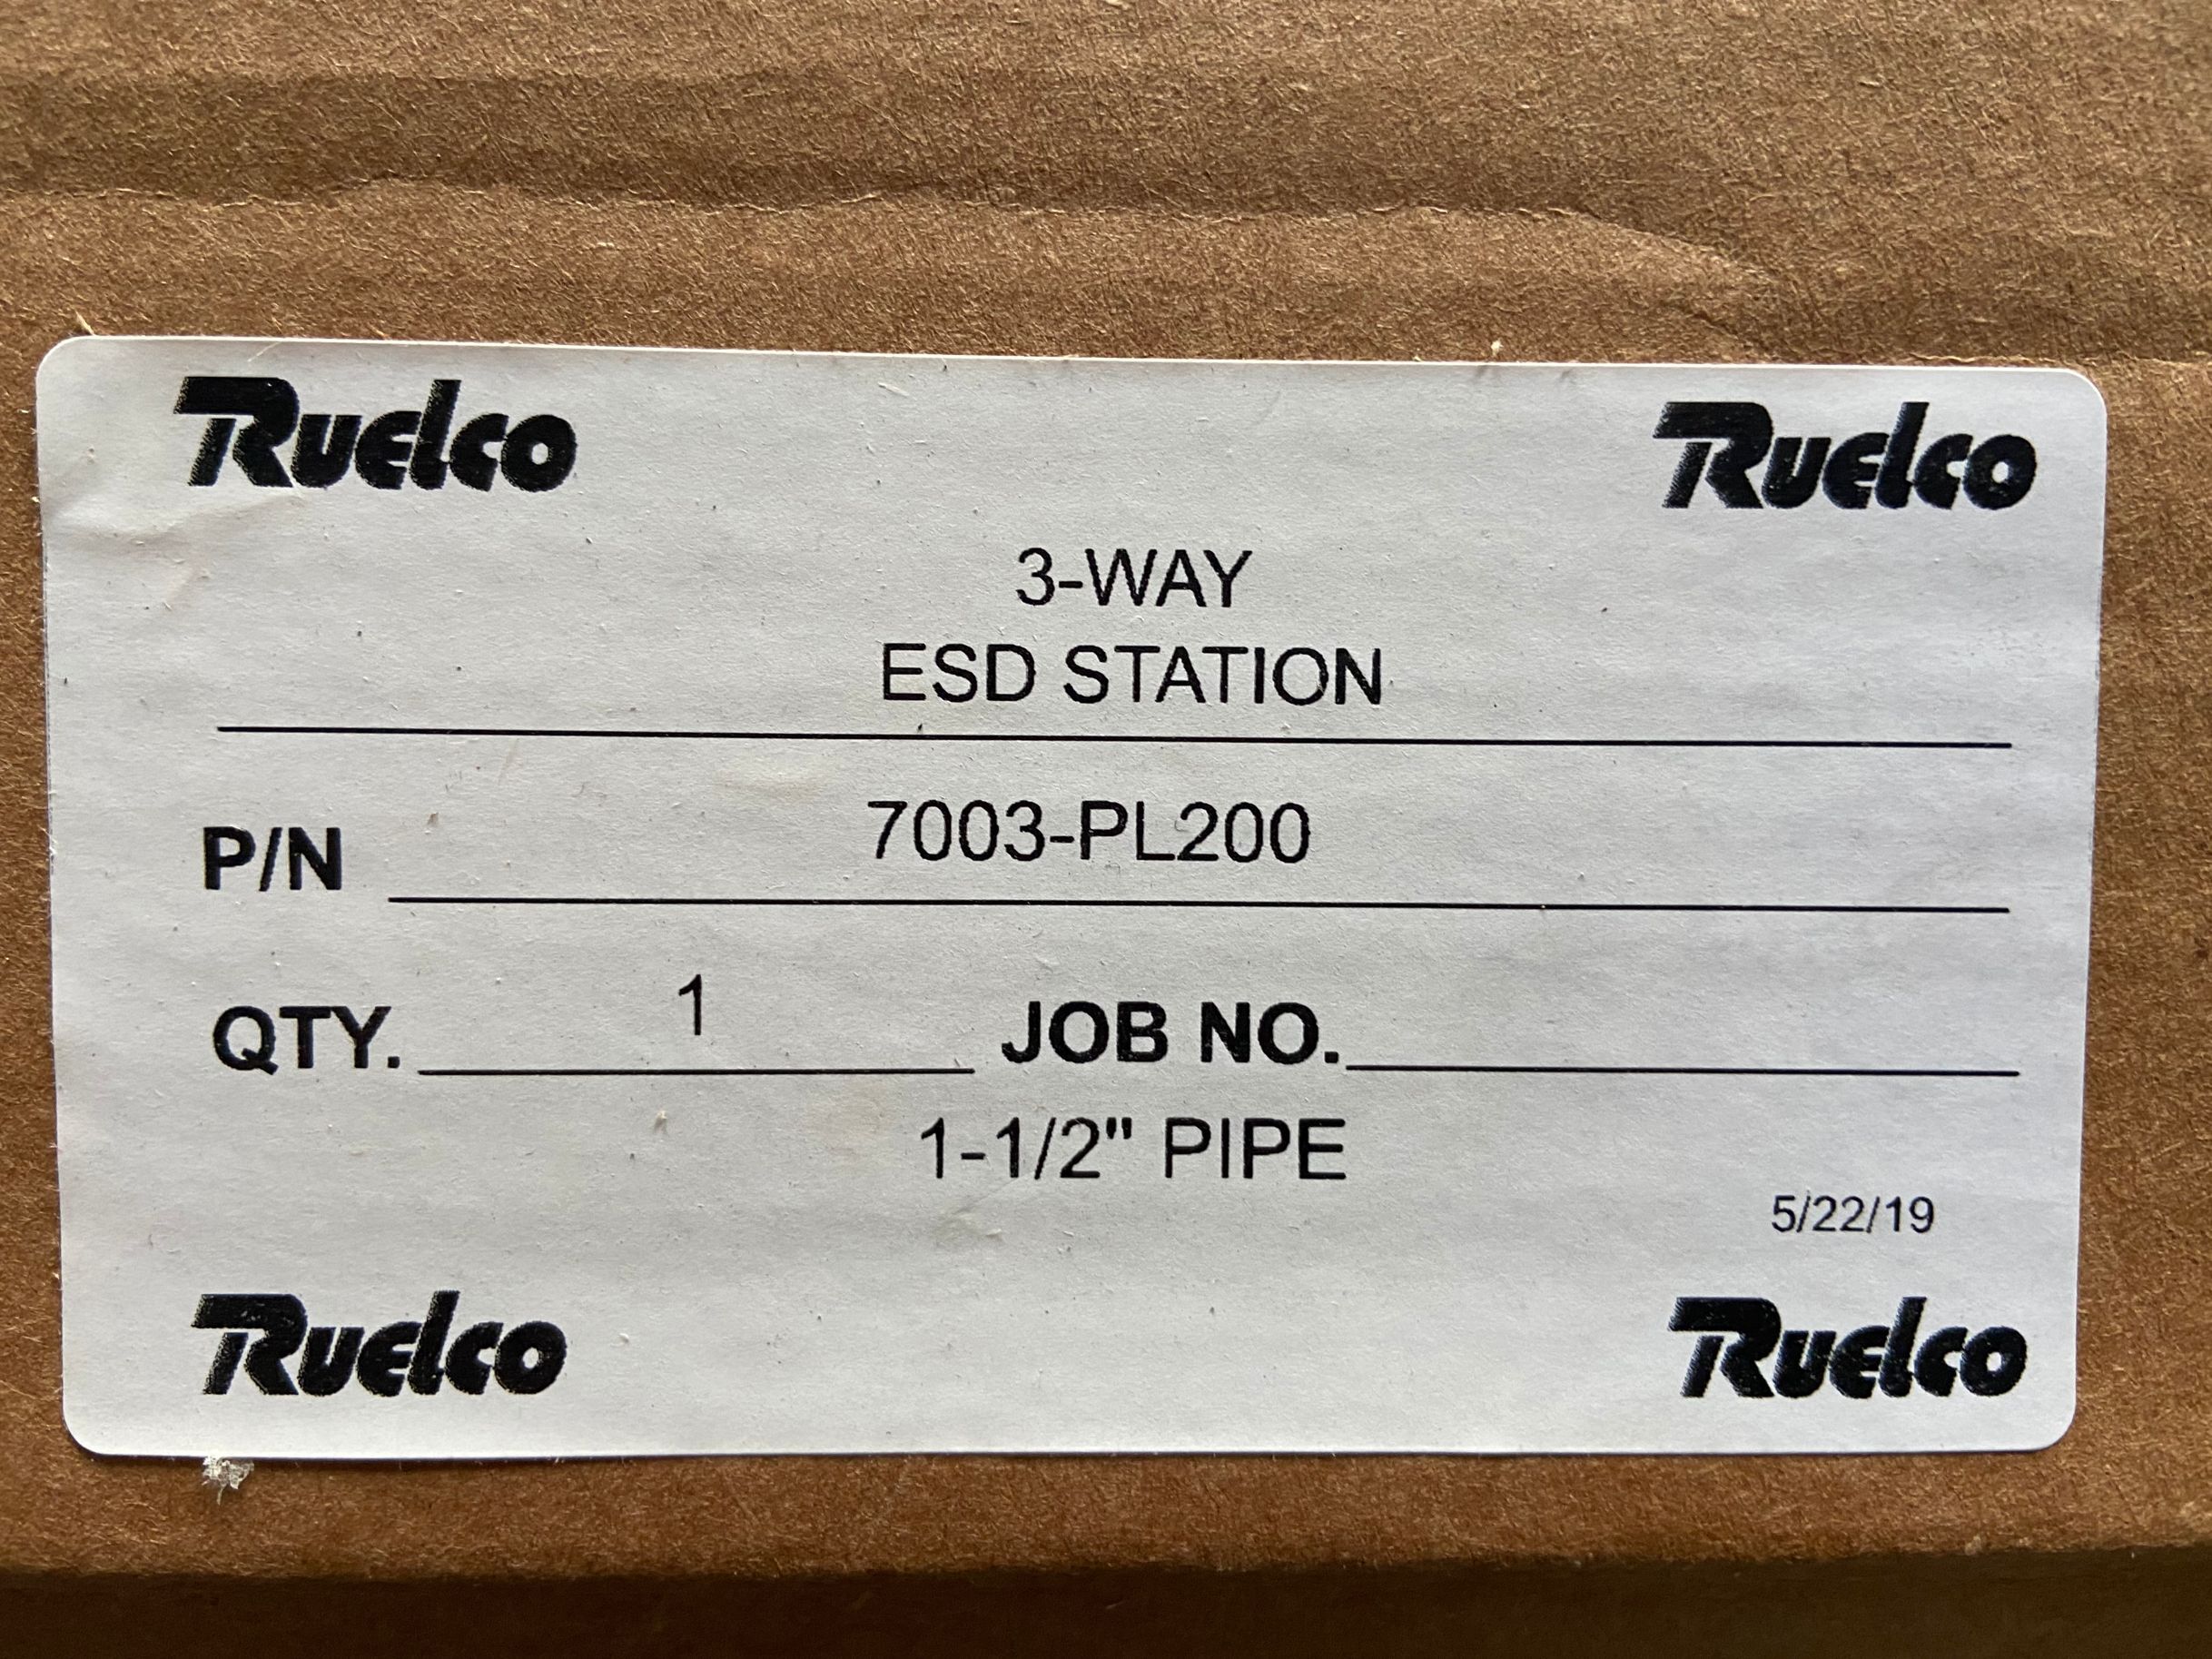 Ruelco Ruelco
3-WAY
ESD STATION
P/N 7003-PL200
QTY. 1 JOB NO.
1-1/2" PIPE
5/22/19
Ruelco Ruelco